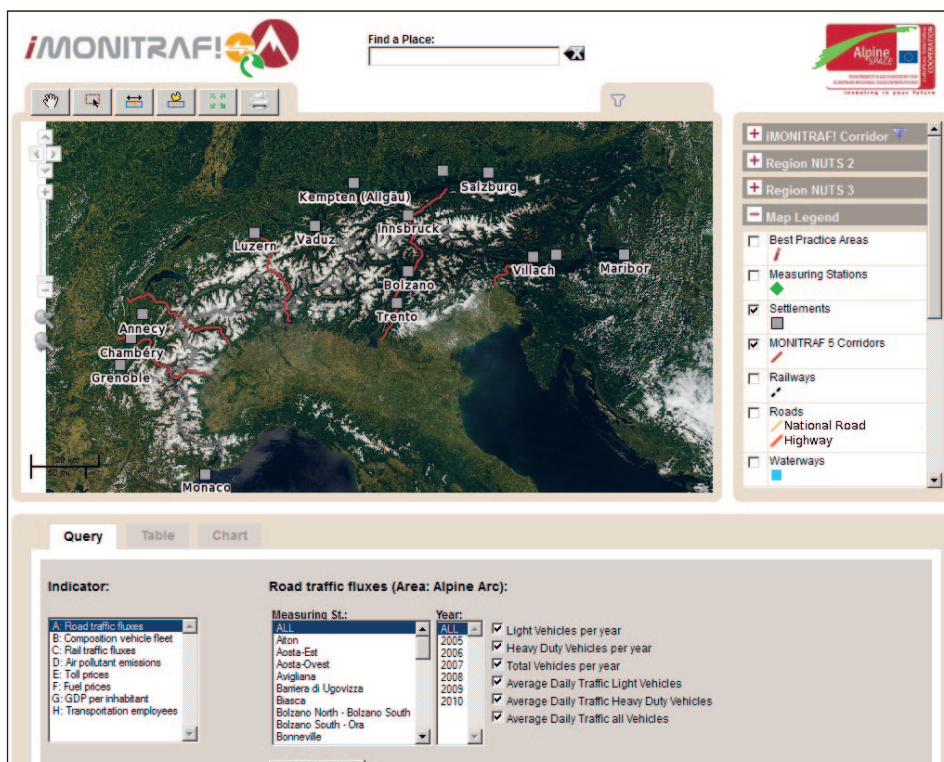 iMONITRAF!
Find a Place:
X
Alpine
SPACE
EUROPEAN TERRITORIAL
COOPERATION
investing in your future
iMONITRAF! Corridor
Region NUTS 2
Region NUTS 3
Map Legend
Best Practice Areas
Measuring Stations
Settlements
MONITRAF 5 Corridors
Railways
Roads
National Road
Highway
Waterways
Salzburg
Kempten (Allgäu)
Innsbruck
Vaduz
Luzern
Villach
Maribor
Bolzano
Trento
Annecy
Chambéry
Grenoble
Monaco
Query
Table
Chart
Indicator:
A: Road traffic fluxes
B: Composition vehicle fleet
C: Rail traffic fluxes
D: Air pollutant emissions
E: Toll prices
F: Fuel prices
G: GDP per inhabitant
H: Transportation employees
Road traffic fluxes (Area: Alpine Arc):
Measuring St.:
ALL
Aiton
Aosta-Est
Aosta-Ovest
Avigliana
Barriera di Ugovizza
Biasca
Bolzano North - Bolzano South
Bolzano South - Ora
Bonneville
Year:
ALL
2005
2006
2007
2008
2009
2010
Light Vehicles per year
Heavy Duty Vehicles per year
Total Vehicles per year
Average Daily Traffic Light Vehicles
Average Daily Traffic Heavy Duty Vehicles
Average Daily Traffic all Vehicles